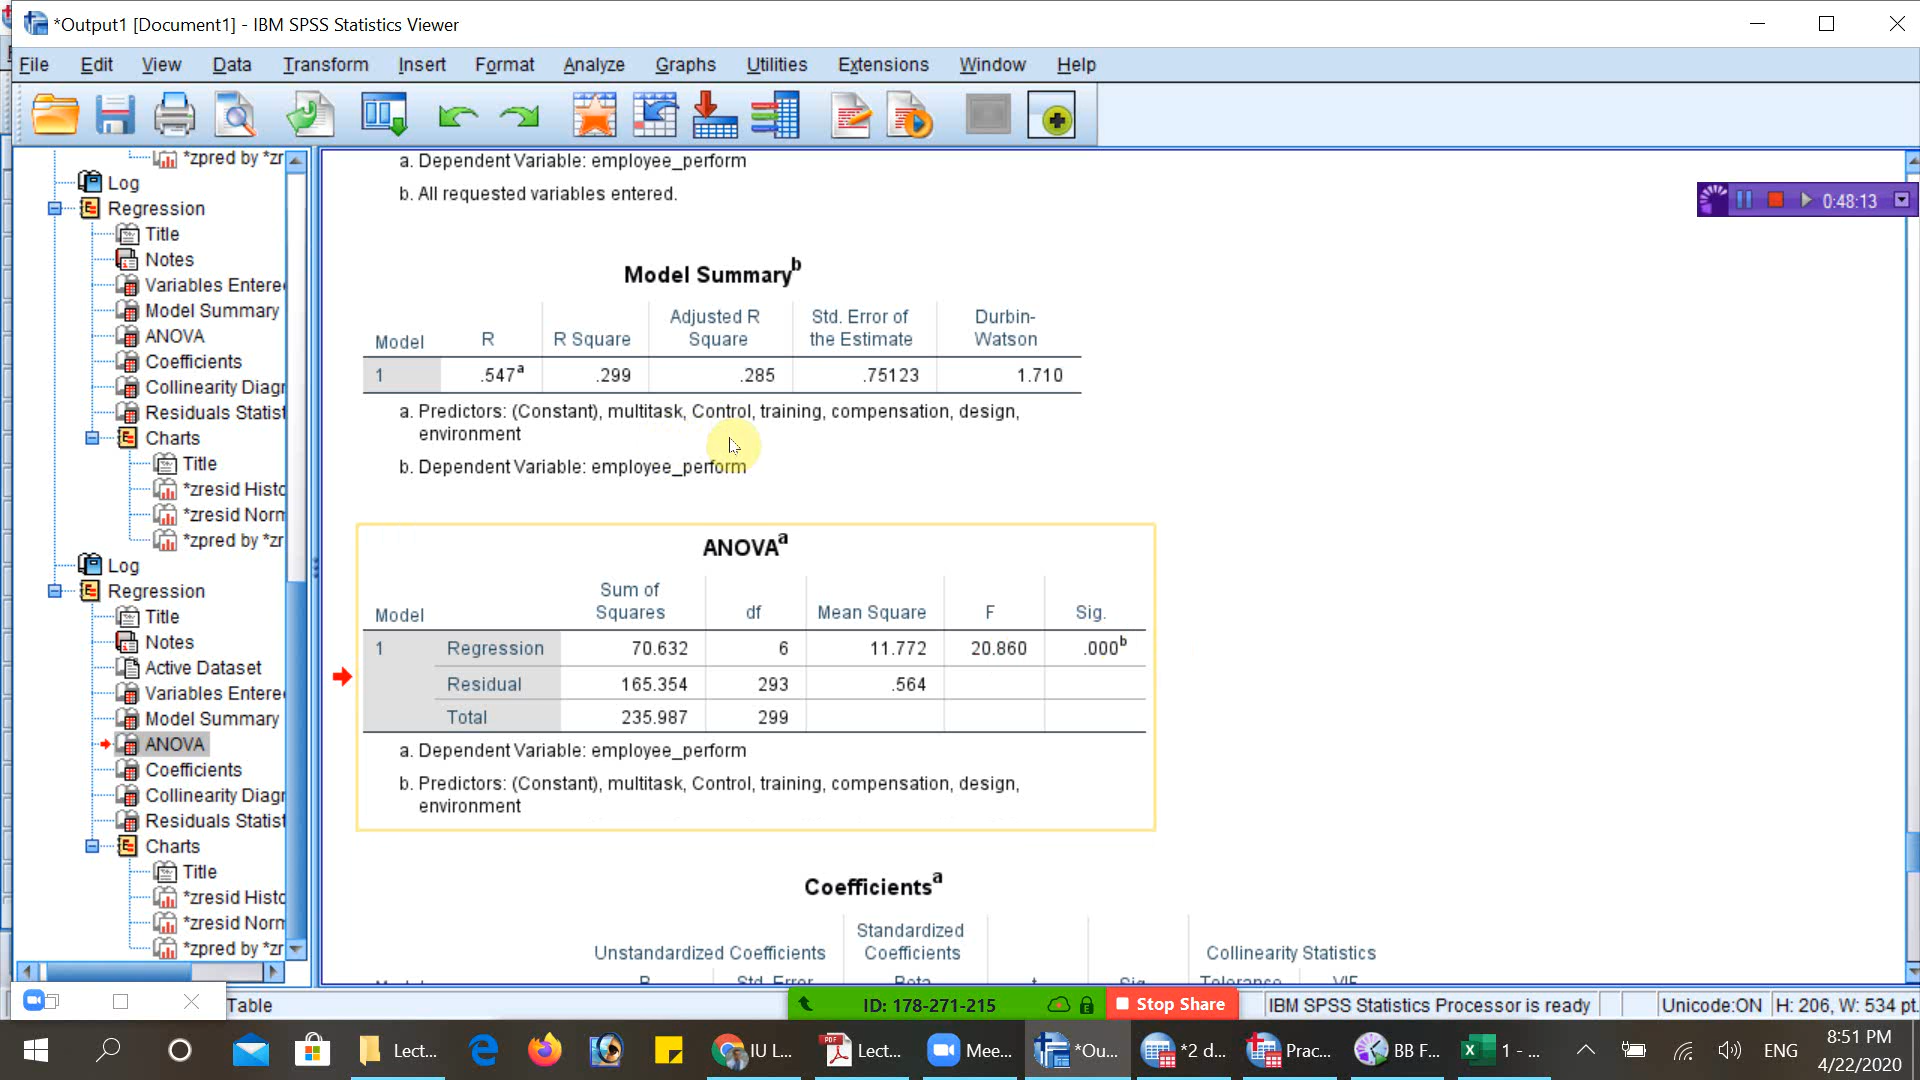 *Output1 [Document1] - IBM SPSS Statistics Viewer
File Edit View Data Transform Insert Format Analyze Graphs Utilities Extensions Window Help
*zpred by *zr
Log
Regression
Title
Notes
Variables Entere
Model Summary
ANOVA
Coefficients
Collinearity Diagr
Residuals Statist
Charts
Title
*zresid Histo
*zresid Norm
*zpred by *zr
Log
Regression
Title
Notes
Active Dataset
Variables Entere
Model Summary
ANOVA
Coefficients
Collinearity Diagr
Residuals Statist
Charts
Title
*zresid Histo
*zresid Norm
*zpred by *zr
a. Dependent Variable: employee_perform
b. All requested variables entered.
0:48:13
Model Summaryb
Model R R Square Adjusted R Square Std. Error of the Estimate Durbin-Watson
1 .547a .299 .285 .75123 1.710
a. Predictors: (Constant), multitask, Control, training, compensation, design,
environment
b. Dependent Variable: employee_perform
ANOVAa
Model Sum of Squares df Mean Square F Sig.
1 Regression 70.632 6 11.772 20.860 .000b
Residual 165.354 293 .564
Total 235.987 299
a. Dependent Variable: employee_perform
b. Predictors: (Constant), multitask, Control, training, compensation, design,
environment
Coefficientsa
Unstandardized Coefficients Standardized Coefficients Collinearity Statistics
Model B Std. Error Beta t Sig. Tolerance VIF
Table
ID: 178-271-215 Stop Share
IBM SPSS Statistics Processor is ready Unicode:ON H: 206, W: 534 pt.
Lect... IU L... Lect... Mee... *Ou... *2 d... Prac... BB F... 1 - ... ENG
8:51 PM
4/22/2020